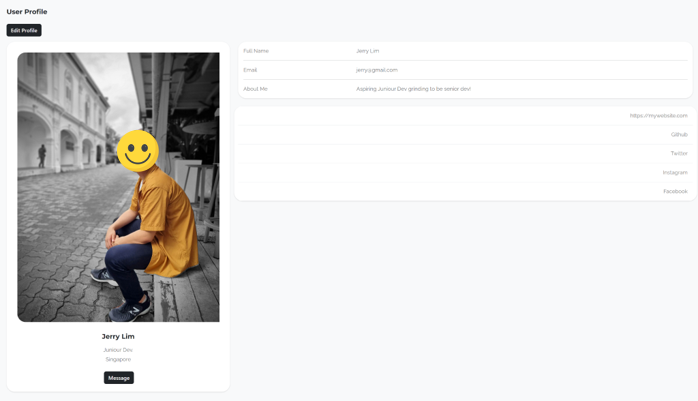 User Profile
Edit Profile
Full Name Jerry Lim
Email jerry@gmail.com
About Me Aspiring Juniour Dev grinding to be senior dev!
https://mywebsite.com
Github
Twitter
Instagram
Facebook
Jerry Lim
Juniour Dev
Singapore
Message